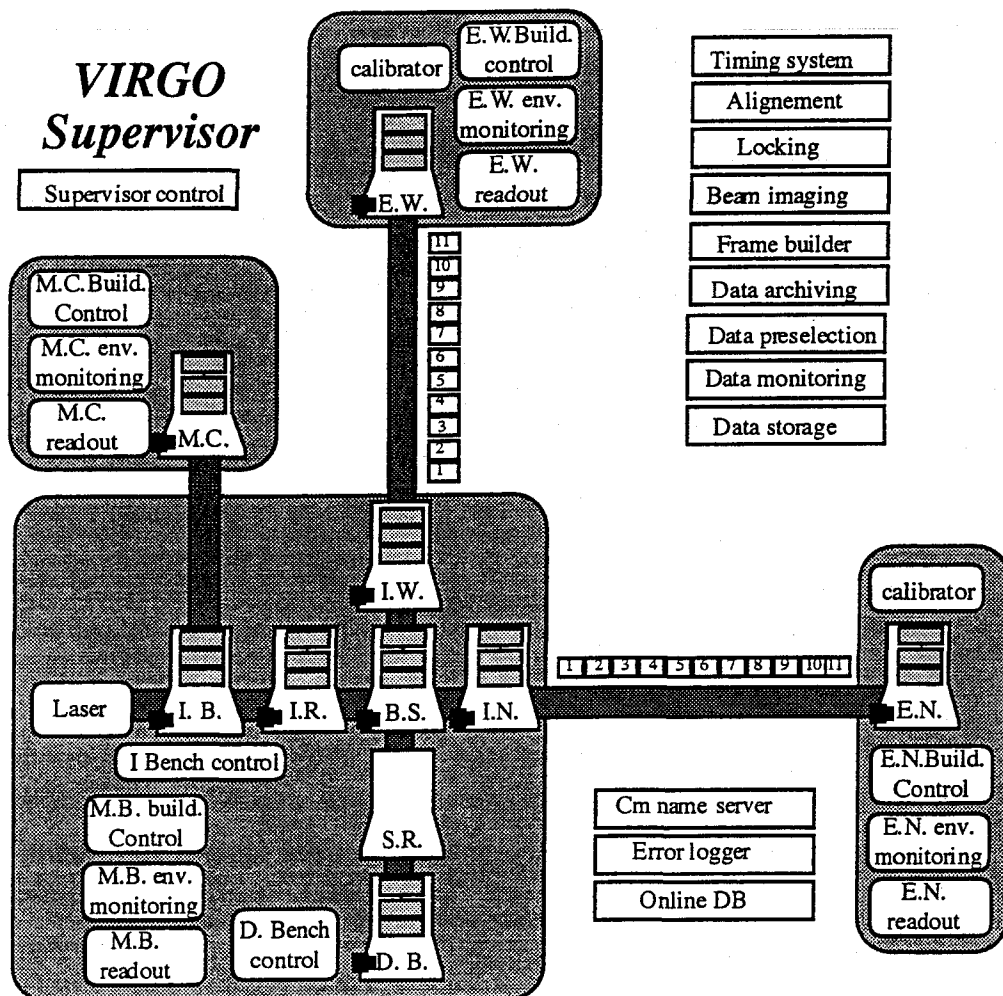 VIRGO
Supervisor
Supervisor control
calibrator
E.W.Build.
control
E.W. env.
monitoring
E.W.
readout
E.W.
Timing system
Alignement
Locking
Beam imaging
Frame builder
Data archiving
Data preselection
Data monitoring
Data storage
M.C.Build.
Control
M.C. env.
monitoring
M.C.
readout
M.C.
11
10
9
8
7
6
5
4
3
2
1
I.W.
Laser
I. B.
I.R.
B.S.
I.N.
1 2 3 4 5 6 7 8 9 10 11
calibrator
E.N.
E.N.Build.
Control
E.N. env.
monitoring
E.N.
readout
I Bench control
M.B. build.
Control
M.B. env.
monitoring
M.B.
readout
D. Bench
control
S.R.
D. B.
Cm name server
Error logger
Online DB